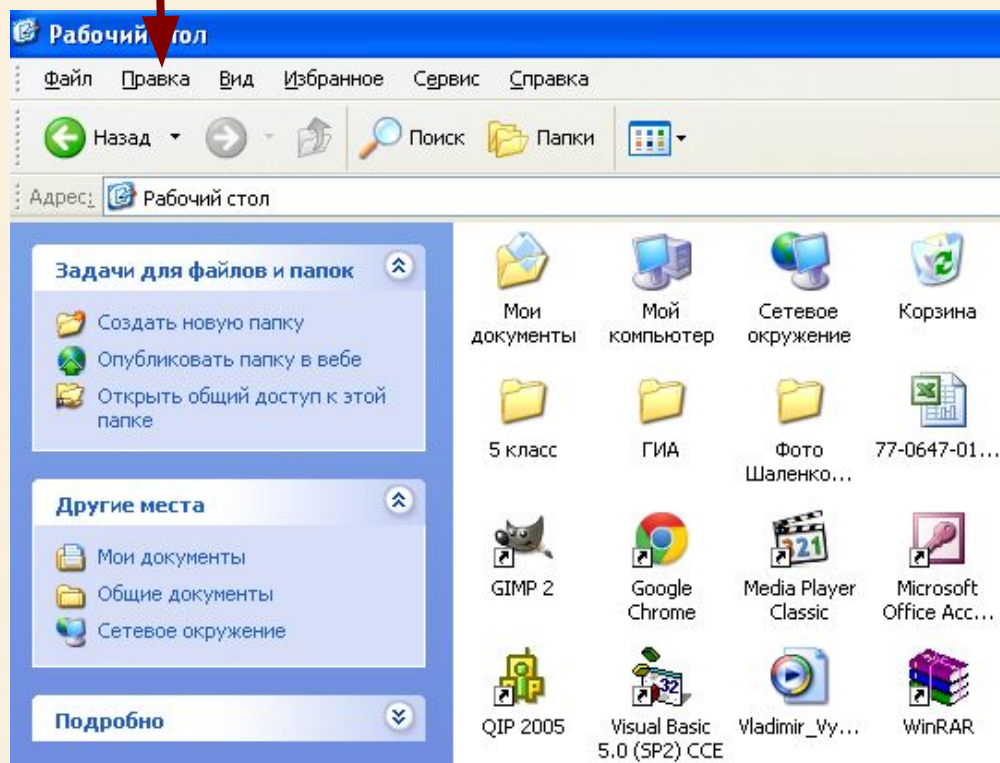 Рабочий стол
Файл Правка Вид Избранное Сервис Справка
Назад Поиск Папки
Адрес: Рабочий стол
Задачи для файлов и папок
Создать новую папку
Опубликовать папку в вебе
Открыть общий доступ к этой
папке
Другие места
Мои документы
Общие документы
Сетевое окружение
Подробно
Мои
документы
Мой
компьютер
Сетевое
окружение
Корзина
5 класс
ГИА
Фото
Шаленко...
77-0647-01...
GIMP 2
Google
Chrome
321
Media Player
Classic
Microsoft
Office Acc...
QIP 2005
32
Visual Basic
5.0 (SP2) CCE
Vladimir_Vy...
WinRAR